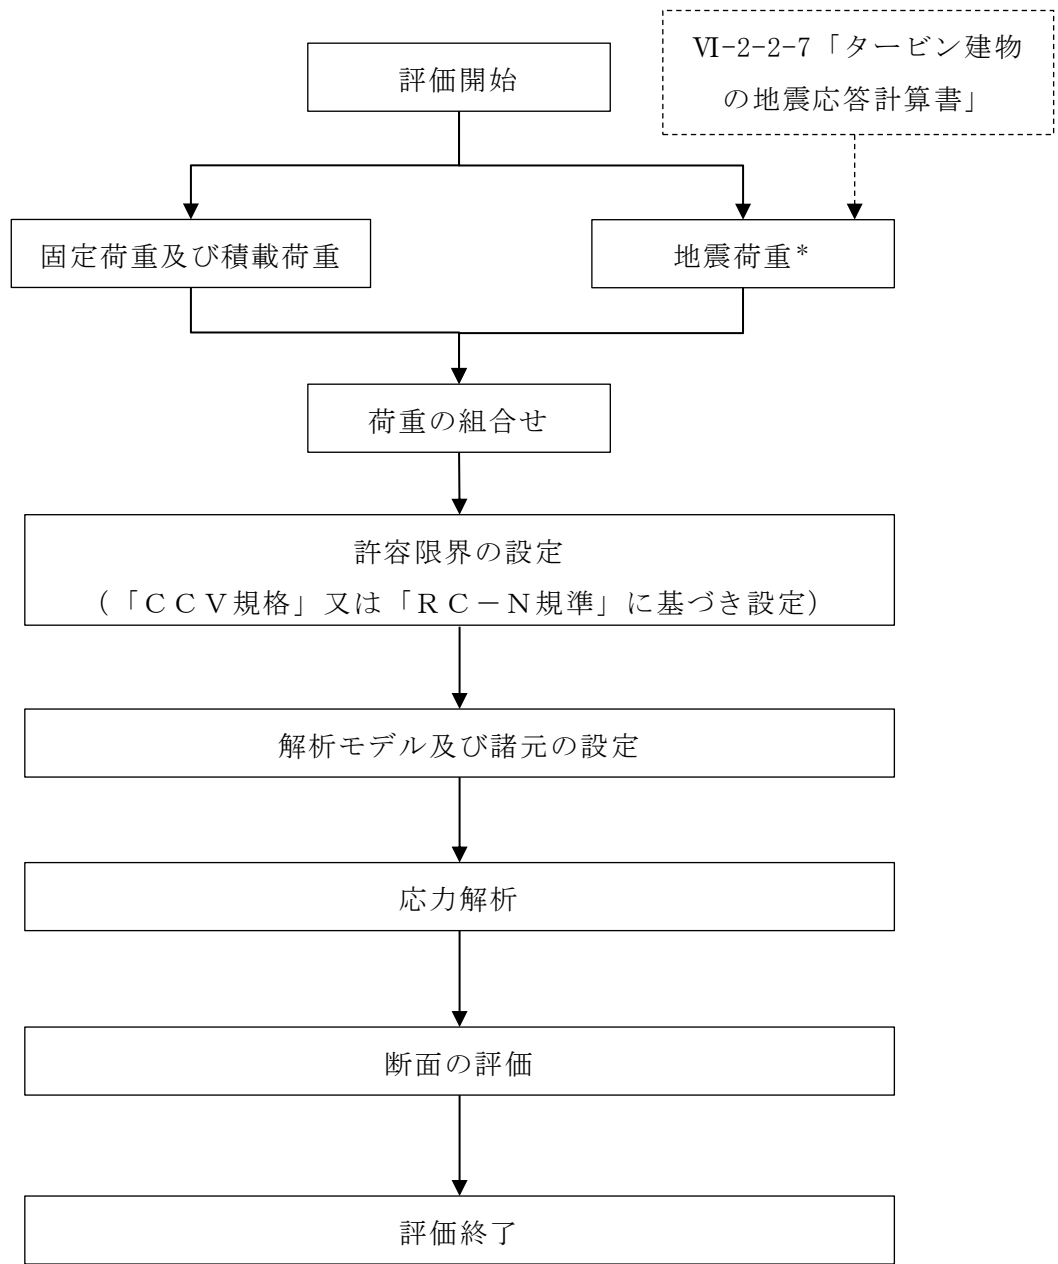 評価開始
Ⅵ-2-2-7「タービン建物
の地震応答計算書」
固定荷重及び積載荷重
地震荷重*
荷重の組合せ
許容限界の設定
(「CCV規格」又は「RC-N規準」に基づき設定)
解析モデル及び諸元の設定
応力解析
断面の評価
評価終了